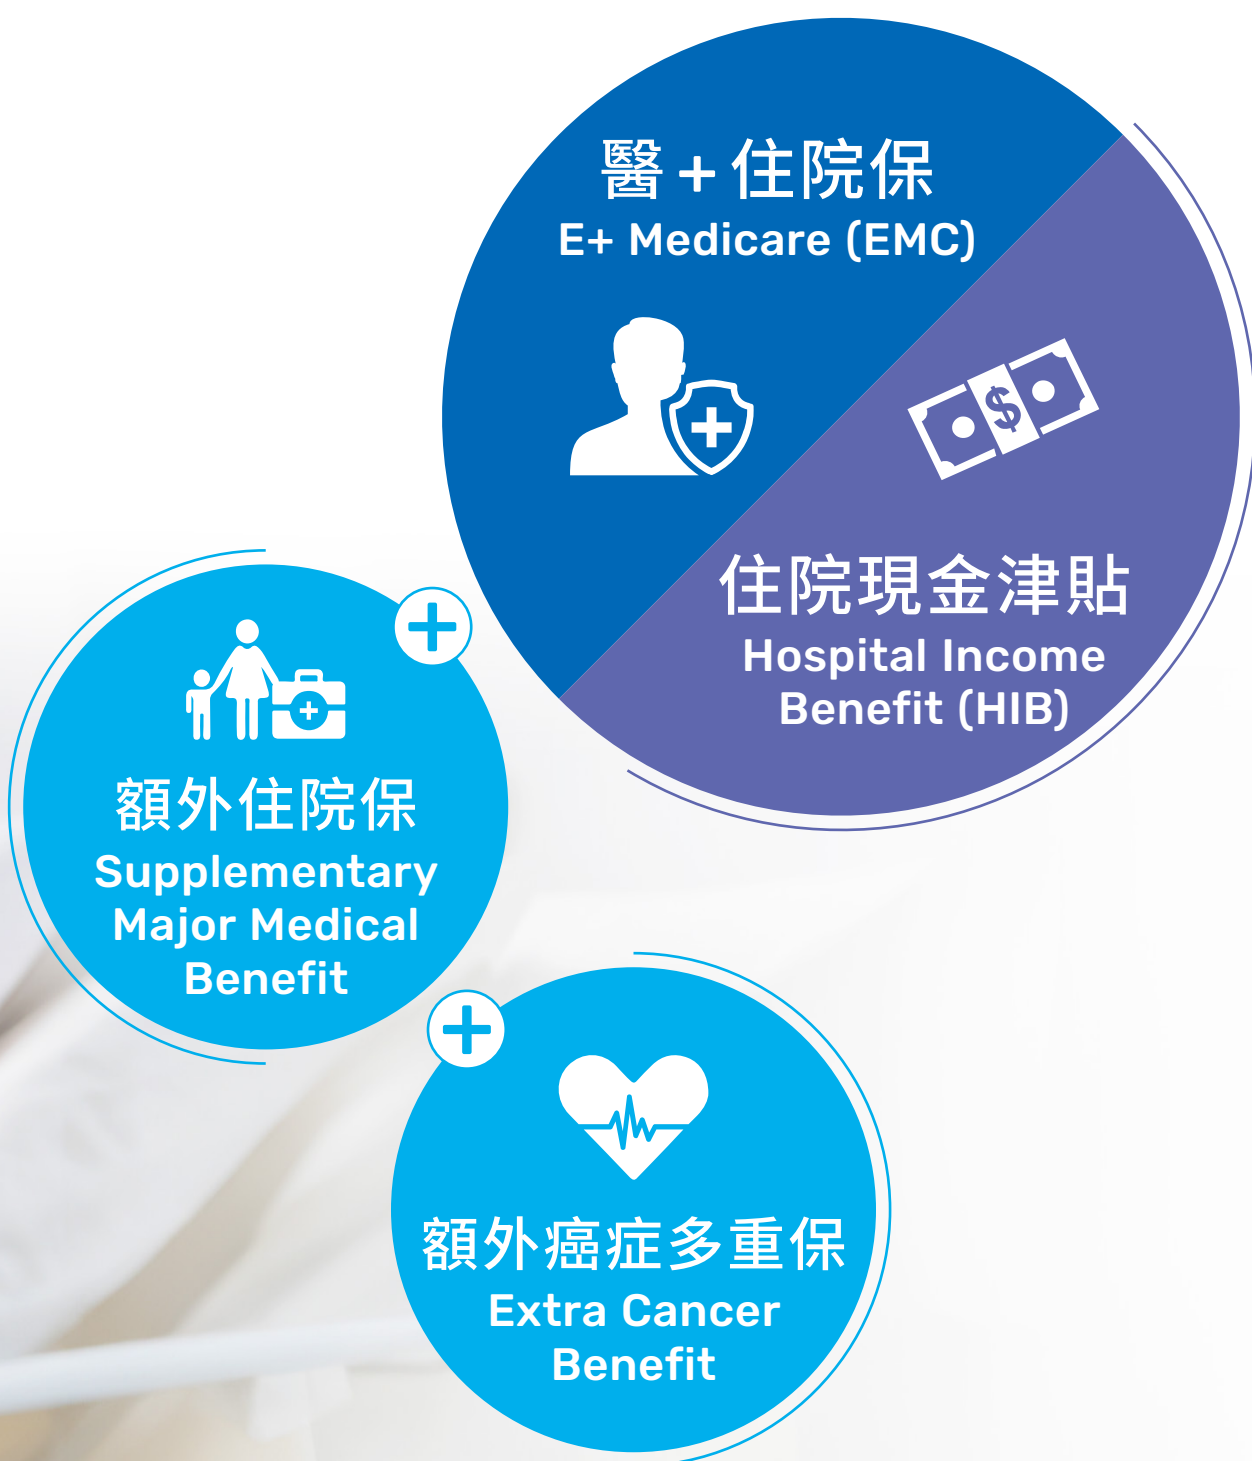 醫+住院保
E+ Medicare (EMC)
$
住院現金津貼
Hospital Income
Benefit (HIB)
額外住院保
Supplementary
Major Medical
Benefit
額外癌症多重保
Extra Cancer
Benefit